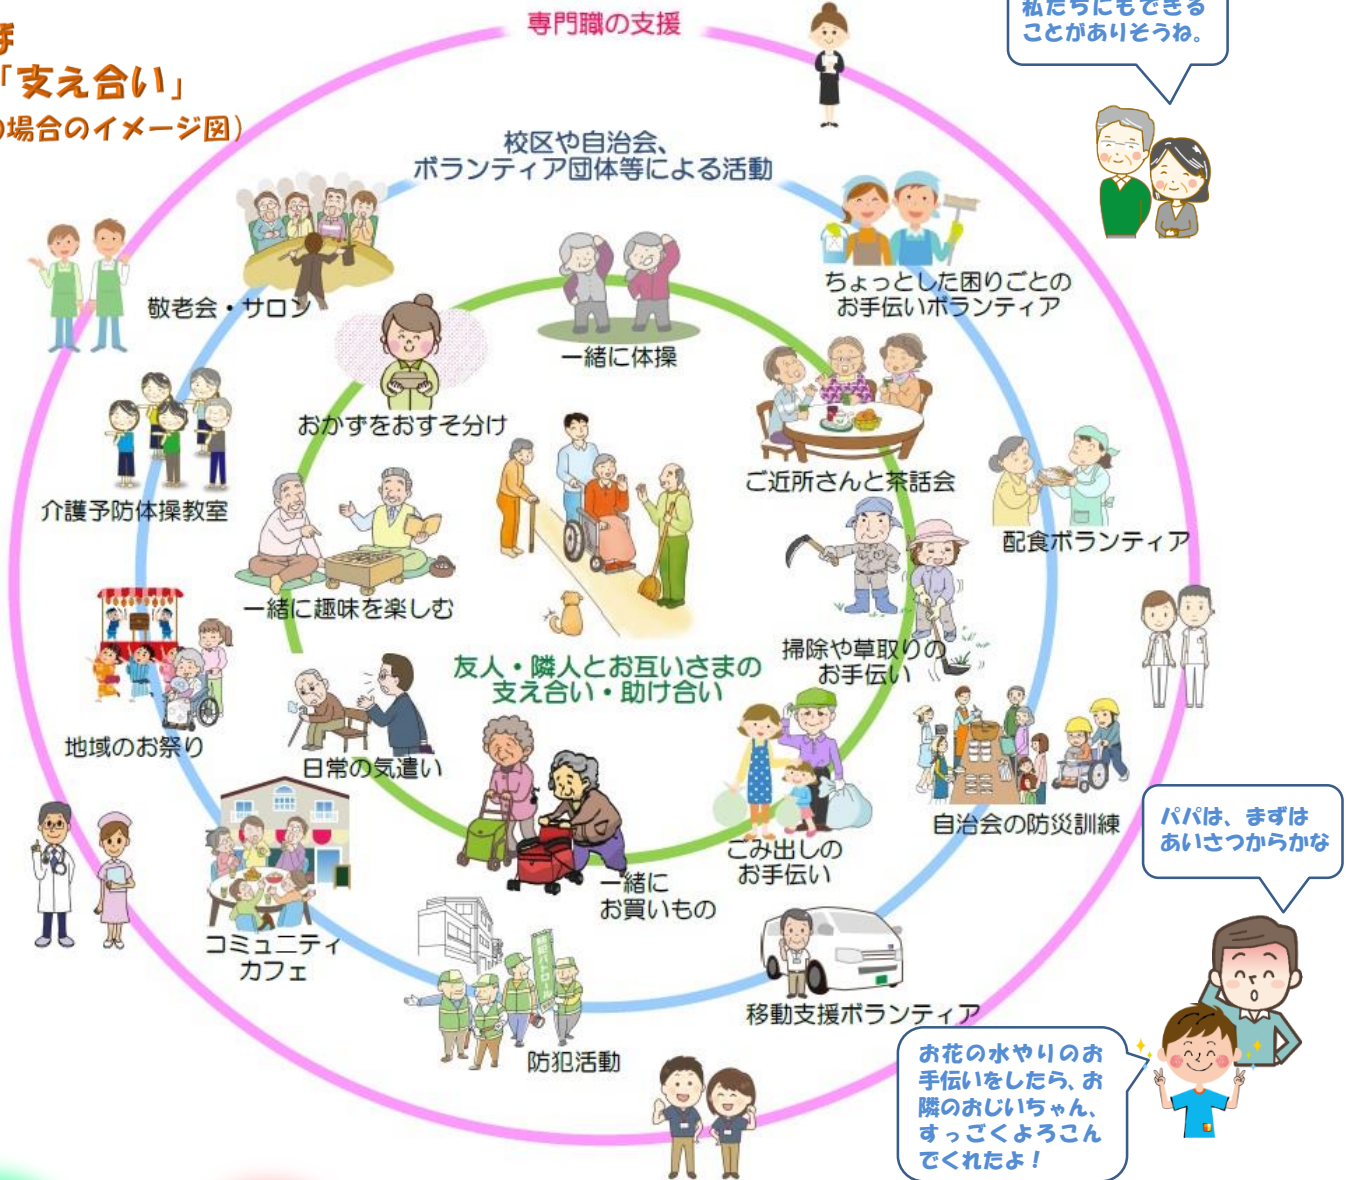 専門職の支援
私たちにもできる
ことがありそうね。
ま
「支え合い」
の場合のイメージ図）
校区や自治会、
ボランティア団体等による活動
敬老会・サロン
ちょっとした困りごとの
お手伝いボランティア
一緒に体操
おかずをおすそ分け
ご近所さんと茶話会
介護予防体操教室
配食ボランティア
一緒に趣味を楽しむ
掃除や草取りの
お手伝い
友人・隣人とお互いさまの
支え合い・助け合い
地域のお祭り
日常の気遣い
自治会の防災訓練
パパは、まずは
あいさつからかな
ごみ出しの
お手伝い
一緒に
お買いもの
コミュニティ
カフェ
移動支援ボランティア
防犯活動
お花の水やりのお
手伝いをしたら、お
隣のおじいちゃん、
すっごくよろこん
でくれたよ！